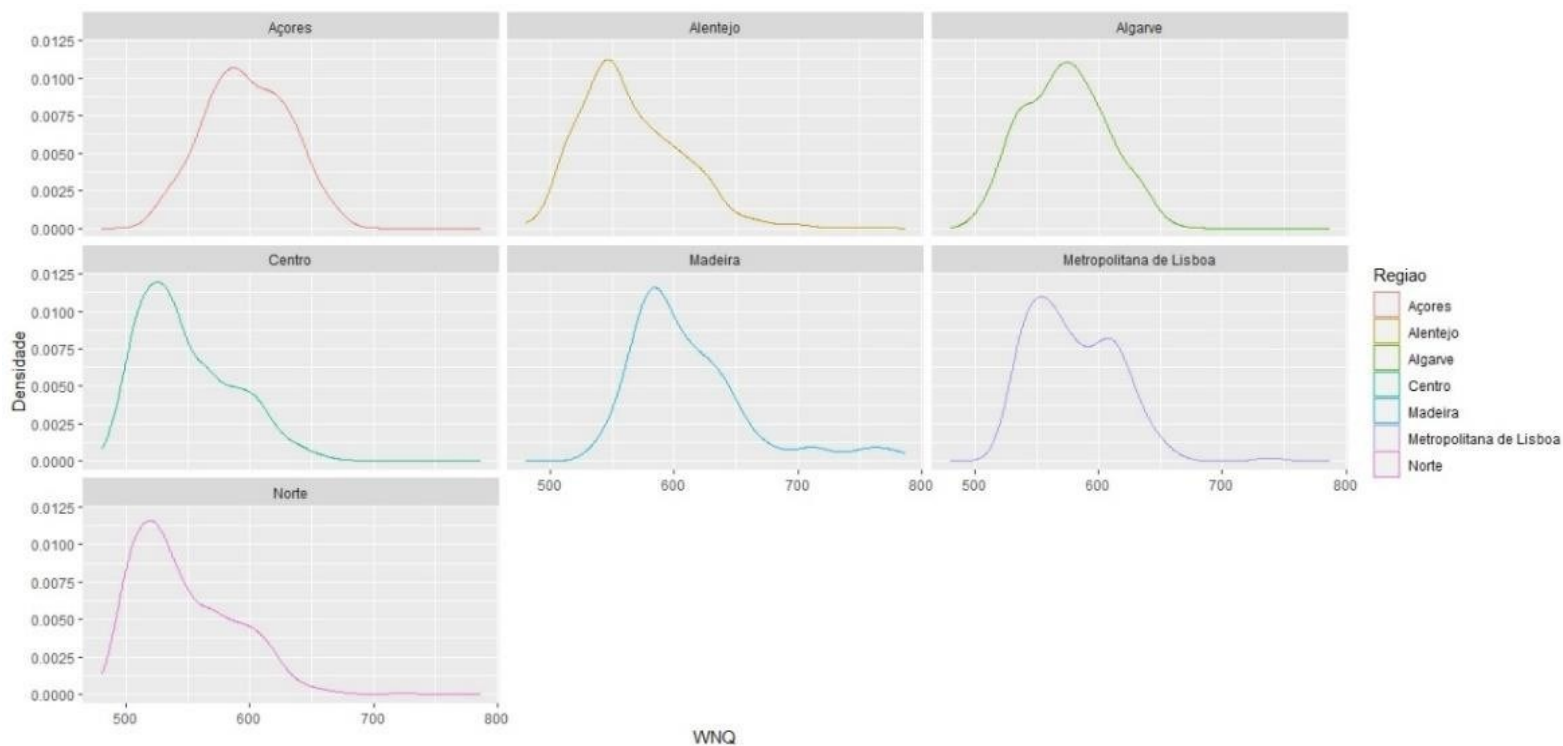 Açores
Alentejo
Algarve
0.0125
0.0100
0.0075
0.0050
0.0025
0.0000
Centro
Madeira
Metropolitana de Lisboa
0.0125
0.0100
0.0075
0.0050
0.0025
0.0000
500 600 700 800
500 600 700 800
Norte
0.0125
0.0100
0.0075
0.0050
0.0025
0.0000
500 600 700 800
Densidade
WNQ
Regiao
Açores
Alentejo
Algarve
Centro
Madeira
Metropolitana de Lisboa
Norte